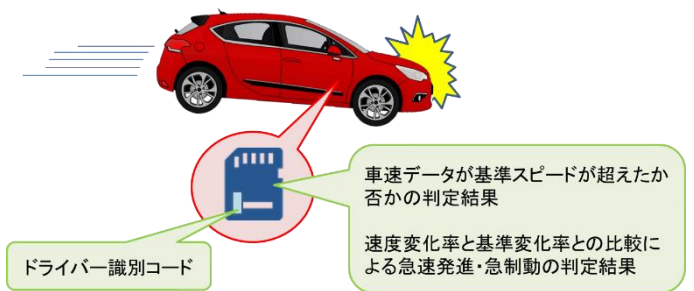 車速データが基準スピードが超えたか
否かの判定結果
速度変化率と基準変化率との比較に
よる急速発進・急制動の判定結果
ドライバー識別コード